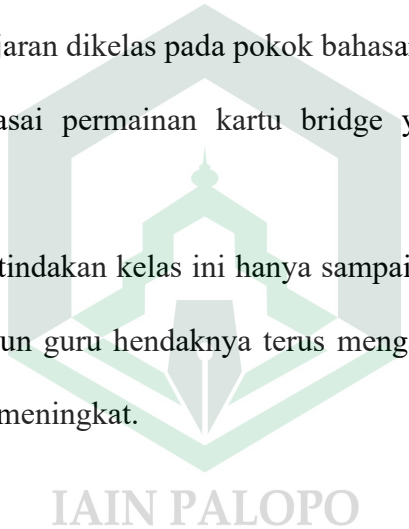 jaran dikelas pada pokok bahasa
asai permainan kartu bridge
tindakan kelas ini hanya sampai
un guru hendaknya terus meng
meningkat.
IAIN PALOPO